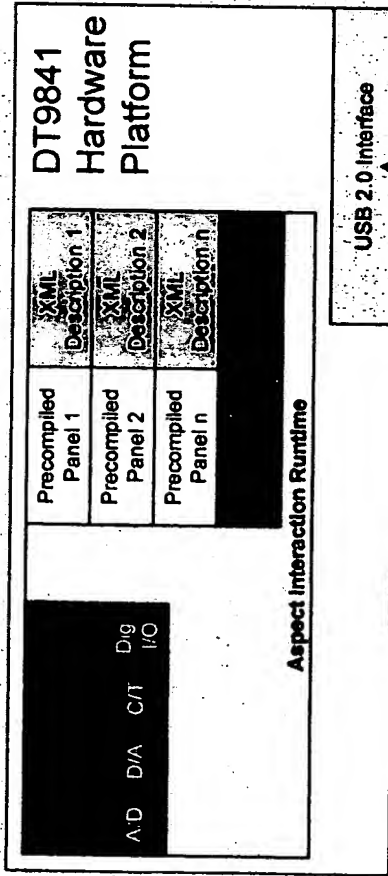 DT9841
Hardware
Platform
Precompiled
Panel 1
XML
Description 1
Precompiled
Panel 2
XML
Description 2
Precompiled
Panel n
XML
Description n
A/D D/A C/T Dig
I/O
Aspect Interaction Runtime
USB 2.0 Interface